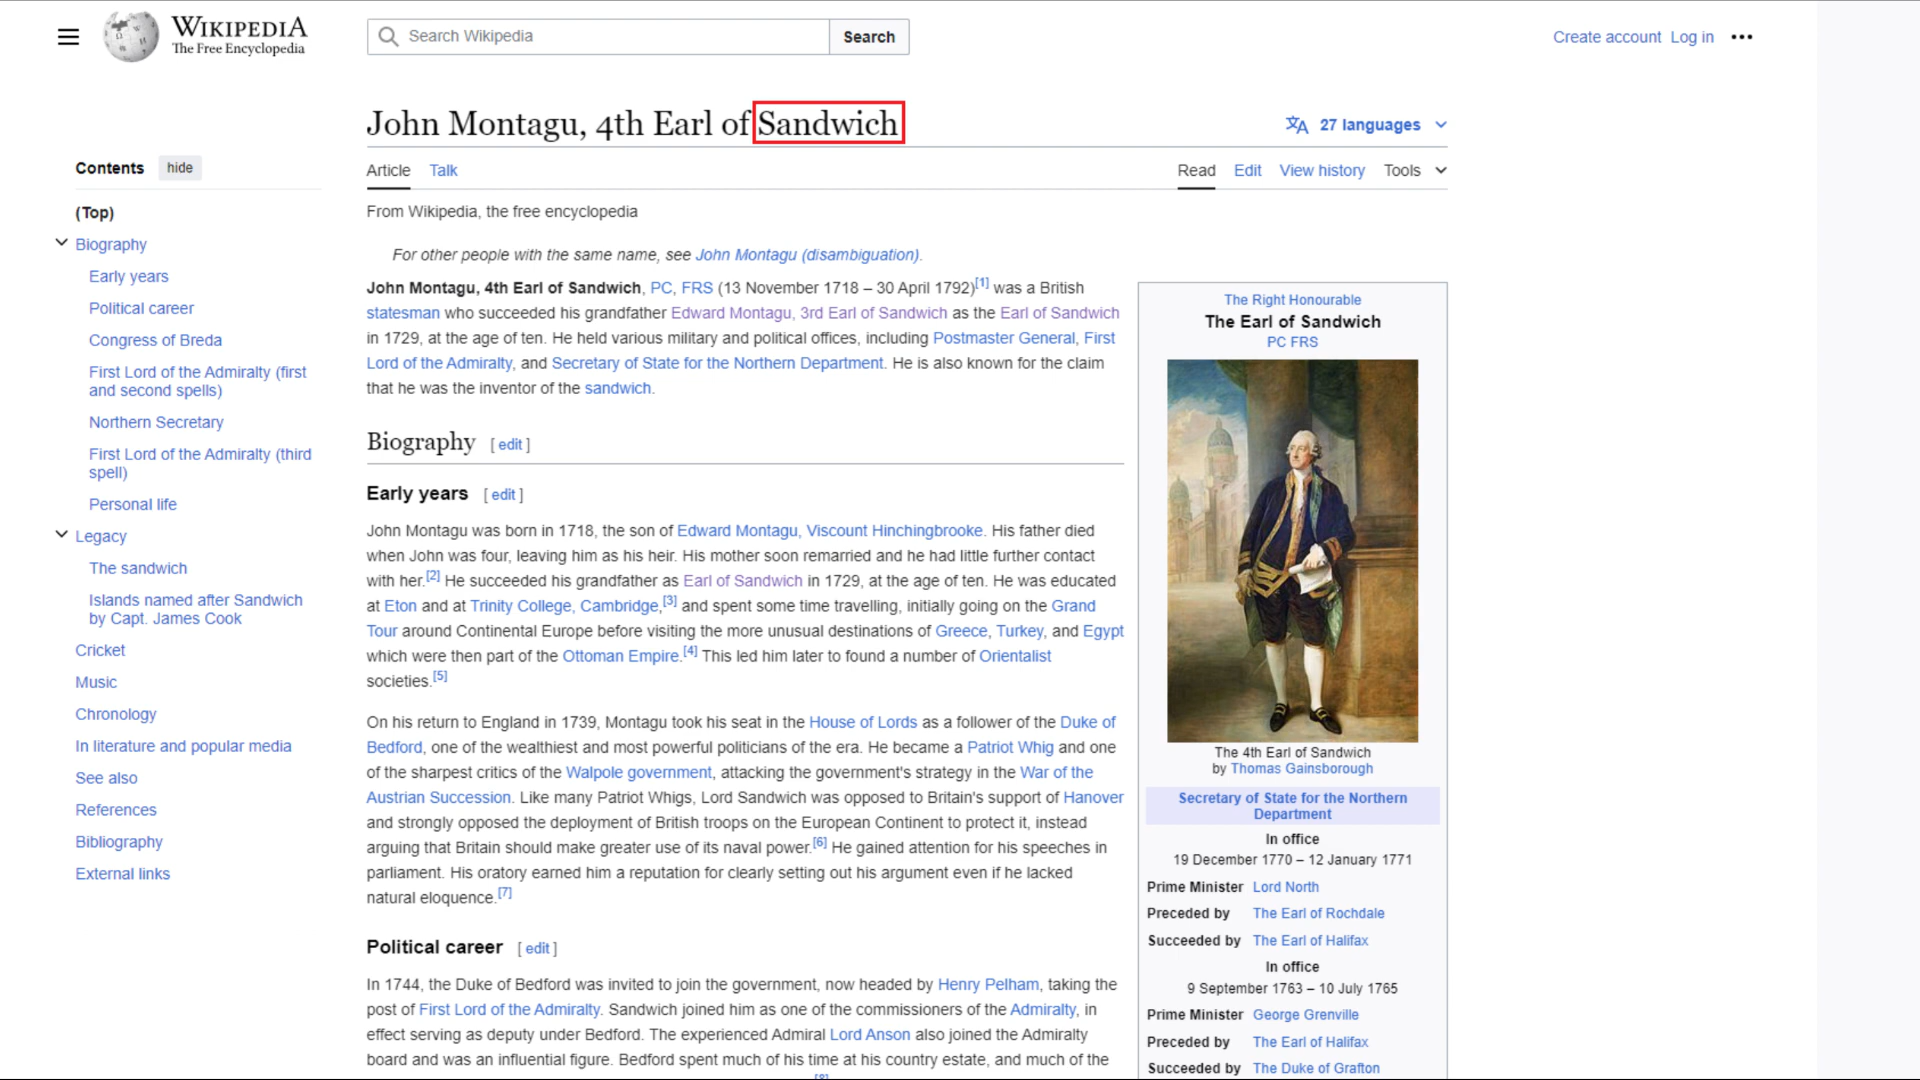 WIKIPEDIA
The Free Encyclopedia
Search Wikipedia
Search
Create account Log in
John Montagu, 4th Earl of Sandwich
27 languages
Article Talk
Read Edit View history Tools
Contents hide
(Top)
Biography
Early years
Political career
Congress of Breda
First Lord of the Admiralty (first
and second spells)
Northern Secretary
First Lord of the Admiralty (third
spell)
Personal life
Legacy
The sandwich
Islands named after Sandwich
by Capt. James Cook
Cricket
Music
Chronology
In literature and popular media
See also
References
Bibliography
External links
From Wikipedia, the free encyclopedia
For other people with the same name, see John Montagu (disambiguation).
John Montagu, 4th Earl of Sandwich, PC, FRS (13 November 1718 – 30 April 1792)[1] was a British
statesman who succeeded his grandfather Edward Montagu, 3rd Earl of Sandwich as the Earl of Sandwich
in 1729, at the age of ten. He held various military and political offices, including Postmaster General, First
Lord of the Admiralty, and Secretary of State for the Northern Department. He is also known for the claim
that he was the inventor of the sandwich.
Biography [ edit ]
Early years [ edit ]
John Montagu was born in 1718, the son of Edward Montagu, Viscount Hinchingbrooke. His father died
when John was four, leaving him as his heir. His mother soon remarried and he had little further contact
with her.[2] He succeeded his grandfather as Earl of Sandwich in 1729, at the age of ten. He was educated
at Eton and at Trinity College, Cambridge,[3] and spent some time travelling, initially going on the Grand
Tour around Continental Europe before visiting the more unusual destinations of Greece, Turkey, and Egypt
which were then part of the Ottoman Empire.[4] This led him later to found a number of Orientalist
societies.[5]
On his return to England in 1739, Montagu took his seat in the House of Lords as a follower of the Duke of
Bedford, one of the wealthiest and most powerful politicians of the era. He became a Patriot Whig and one
of the sharpest critics of the Walpole government, attacking the government's strategy in the War of the
Austrian Succession. Like many Patriot Whigs, Lord Sandwich was opposed to Britain's support of Hanover
and strongly opposed the deployment of British troops on the European Continent to protect it, instead
arguing that Britain should make greater use of its naval power.[6] He gained attention for his speeches in
parliament. His oratory earned him a reputation for clearly setting out his argument even if he lacked
natural eloquence.[7]
Political career [ edit ]
In 1744, the Duke of Bedford was invited to join the government, now headed by Henry Pelham, taking the
post of First Lord of the Admiralty. Sandwich joined him as one of the commissioners of the Admiralty, in
effect serving as deputy under Bedford. The experienced Admiral Lord Anson also joined the Admiralty
board and was an influential figure. Bedford spent much of his time at his country estate, and much of the
The Right Honourable
The Earl of Sandwich
PC FRS
The 4th Earl of Sandwich
by Thomas Gainsborough
Secretary of State for the Northern
Department
In office
19 December 1770 – 12 January 1771
Prime Minister Lord North
Preceded by The Earl of Rochdale
Succeeded by The Earl of Halifax
In office
9 September 1763 – 10 July 1765
Prime Minister George Grenville
Preceded by The Earl of Halifax
Succeeded by The Duke of Grafton